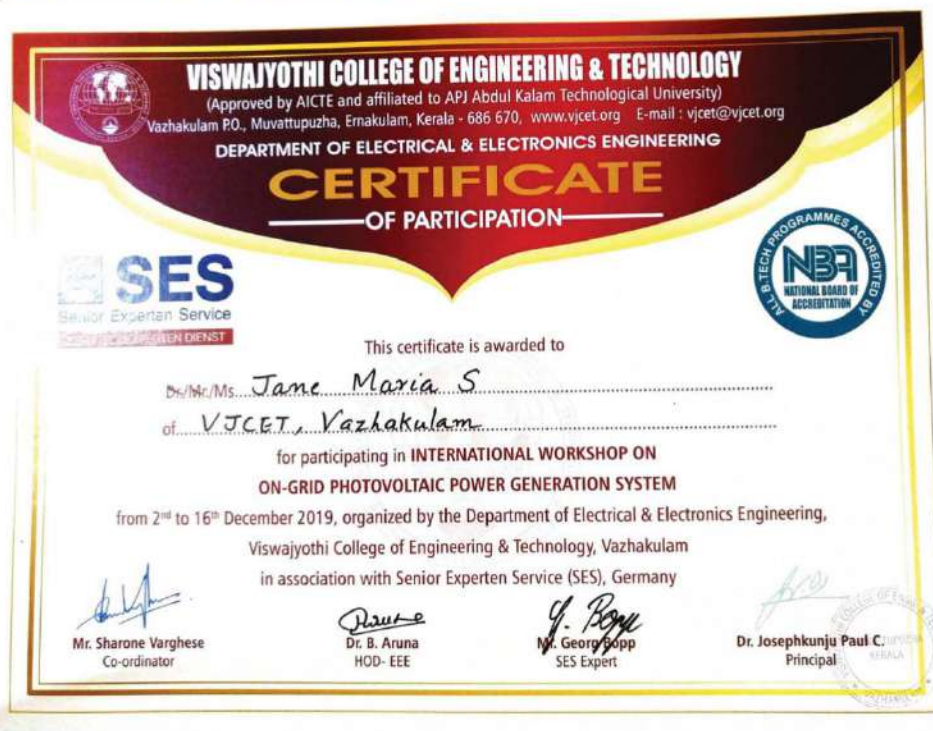 VISWAJYOTHI COLLEGE OF ENGINEERING & TECHNOLOGY
(Approved by AICTE and affiliated to APJ Abdul Kalam Technological University)
Vazhakulam P.O., Muvattupuzha, Ernakulam, Kerala - 686 670, www.vjcet.org E-mail : vjcet@vjcet.org
DEPARTMENT OF ELECTRICAL & ELECTRONICS ENGINEERING
CERTIFICATE
OF PARTICIPATION
SES
Senior Experten Service
DIENST
ALL B.TECH PROGRAMMES ACCREDITED BY
NBA
NATIONAL BOARD OF
ACCREDITATION
This certificate is awarded to
Dr/Mr/Ms. Jane Maria S
of VJCET, Vazhakulam
for participating in INTERNATIONAL WORKSHOP ON
ON-GRID PHOTOVOLTAIC POWER GENERATION SYSTEM
from 2nd to 16th December 2019, organized by the Department of Electrical & Electronics Engineering,
Viswajyothi College of Engineering & Technology, Vazhakulam
in association with Senior Experten Service (SES), Germany
G. Bopp
Mr. Sharone Varghese
Co-ordinator
Dr. B. Aruna
HOD- EEE
Mr. Georg Bopp
SES Expert
Dr. Josephkunju Paul C.
Principal
KERALA